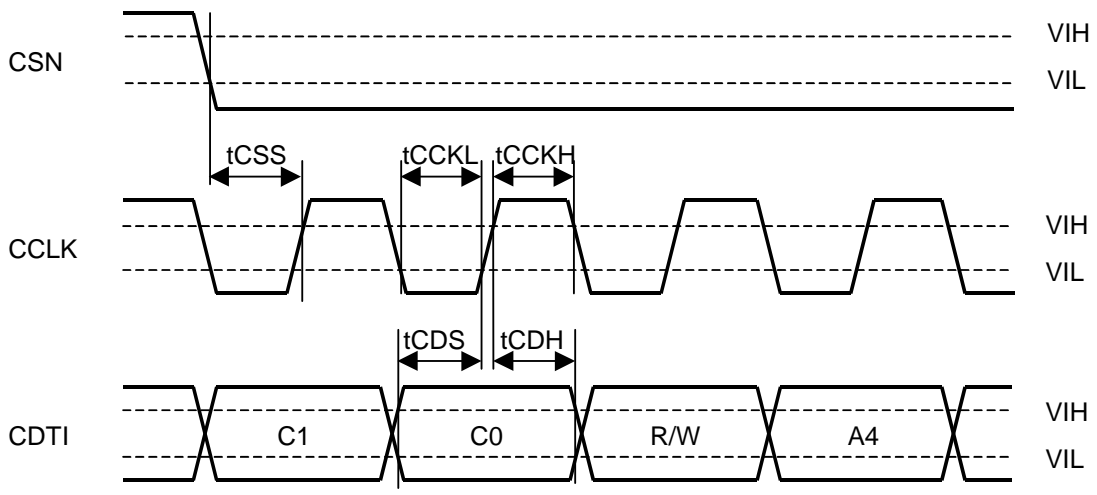 VIH
CSN
VIL
tCSS
tCCKL
tCCKH
VIH
CCLK
VIL
tCDS
tCDH
VIH
CDTI
C1
C0
R/W
A4
VIL